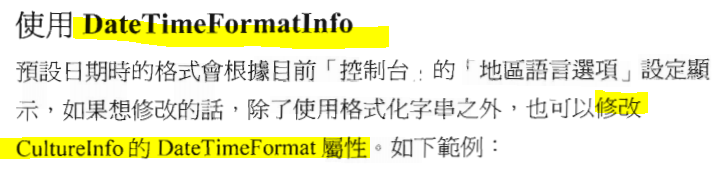 使用 DateTimeFormatInfo
預設日期時的格式會根據目前「控制台」的「地區語言選項」設定顯
示,如果想修改的話,除了使用格式化字串之外,也可以修改
CultureInfo 的 DateTimeFormat 屬性。如下範例: